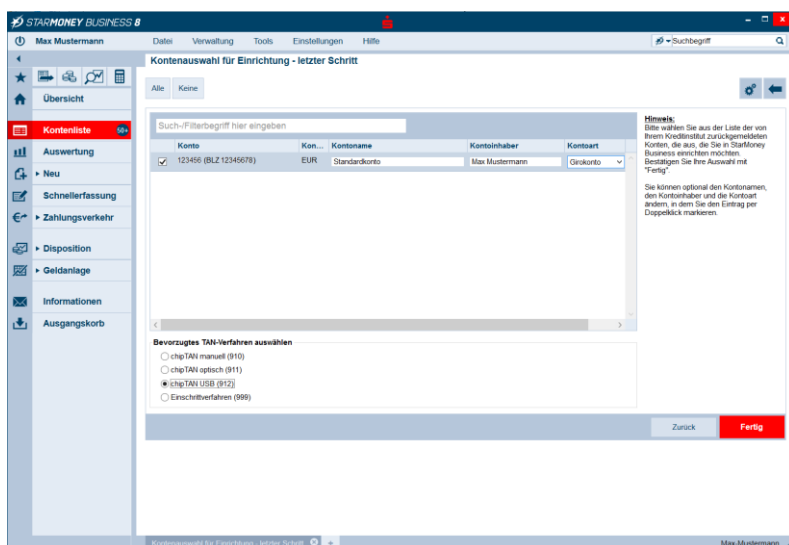 STARMONEY BUSINESS 8
Max Mustermann
Datei Verwaltung Tools Einstellungen Hilfe
Suchbegriff
Kontenauswahl für Einrichtung - letzter Schritt
Alle Keine
Übersicht
Kontenliste 50+
Auswertung
Neu
Schnellerfassung
Zahlungsverkehr
Disposition
Geldanlage
Informationen
Ausgangskorb
Such-/Filterbegriff hier eingeben
Konto Kon... Kontoname Kontoinhaber Kontoart
123456 (BLZ 12345678) EUR Standardkonto Max Mustermann Girokonto
Bevorzugtes TAN-Verfahren auswählen
chipTAN manuell (910)
chipTAN optisch (911)
chipTAN USB (912)
Einschrittverfahren (999)
Hinweis:
Bitte wählen Sie aus der Liste der von
Ihrem Kreditinstitut zurückgemeldeten
Konten, die aus, die Sie in StarMoney
Business einrichten möchten.
Bestätigen Sie Ihre Auswahl mit
"Fertig".
Sie können optional den Kontonamen,
den Kontoinhaber und die Kontoart
ändern, in dem Sie den Eintrag per
Doppelklick markieren.
Zurück Fertig
Kontenauswahl für Einrichtung - letzter Schritt
Max-Mustermann